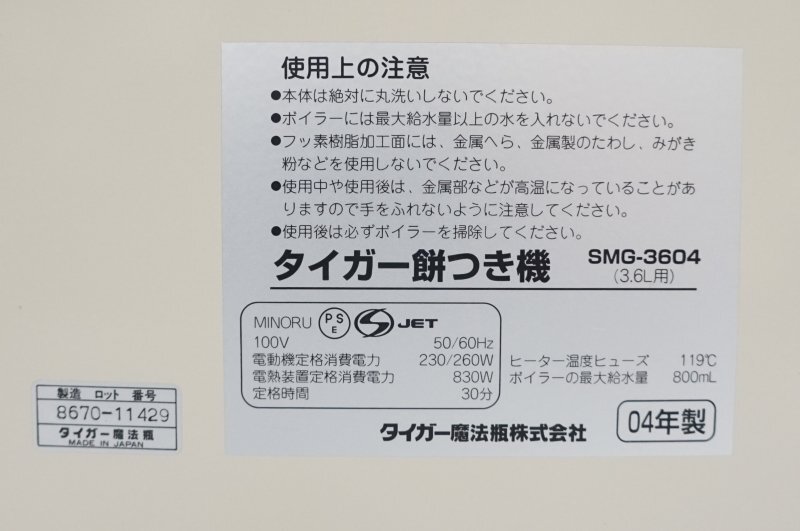 使用上の注意
●本体は絶対に丸洗いしないでください。
●ボイラーには最大給水量以上の水を入れないでください。
●フッ素樹脂加工面には、金属へら、金属製のたわし、みがき
粉などを使用しないでください。
●使用中や使用後は、金属部などが高温になっていることがあ
りますので手をふれないように注意してください。
●使用後は必ずボイラーを掃除してください。
タイガー餅つき機 SMG-3604
(3.6L用)
MINORU PSE JET
100V 50/60Hz
電動機定格消費電力 230/260W
電熱装置定格消費電力 830W
定格時間 30分
ヒーター温度ヒューズ 119℃
ボイラーの最大給水量 800mL
タイガー魔法瓶株式会社
04年製
製造 ロット 番号
8670-11429
タイガー魔法瓶
MADE IN JAPAN